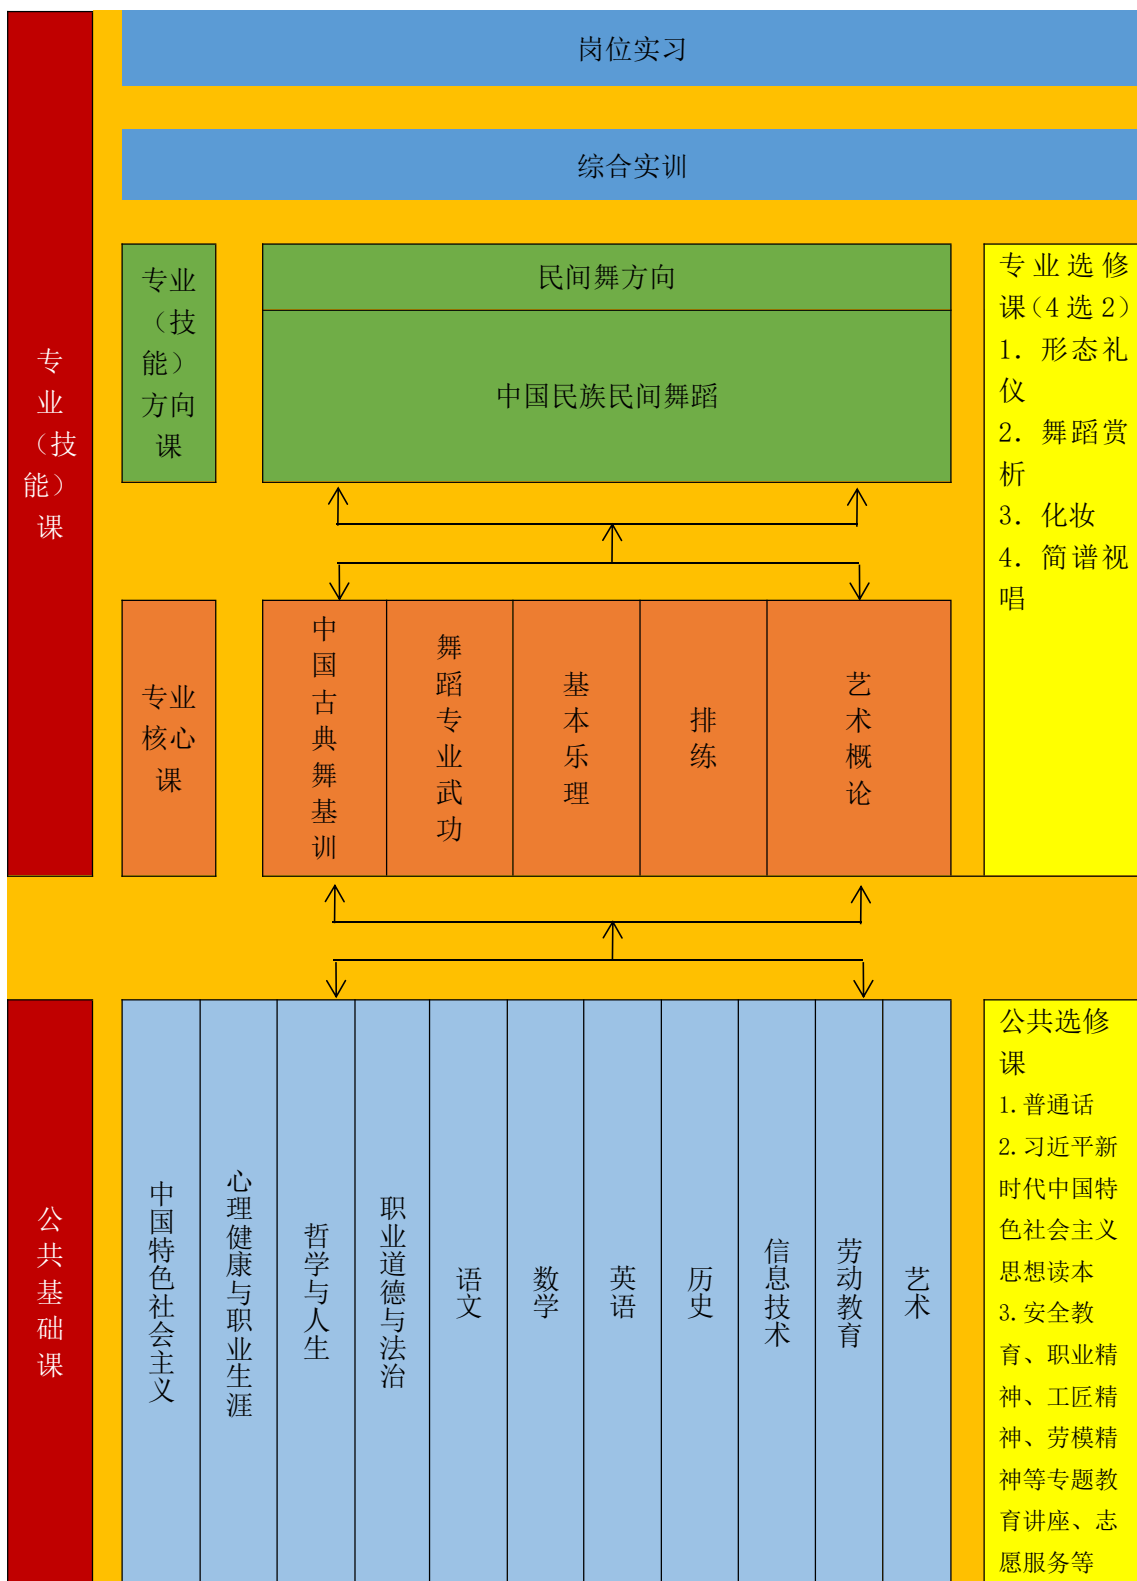 岗位实习
综合实训
专
业
（技
能）
课
专业
（技
能）
方向
课
民间舞方向
中国民族民间舞蹈
专业选修
课（4选2）
1. 形态礼
仪
2. 舞蹈赏
析
3. 化妆
4. 简谱视
唱
专业
核心
课
中国古典舞基训
舞蹈专业武功
基本乐理
排练
艺术概论
公共基础课
中国特色社会主义
心理健康与职业生涯
哲学与人生
职业道德与法治
语文
数学
英语
历史
信息技术
劳动教育
艺术
公共选修
课
1.普通话
2.习近平新
时代中国特
色社会主义
思想读本
3.安全教
育、职业精
神、工匠精
神、劳模精
神等专题教
育讲座、志
愿服务等